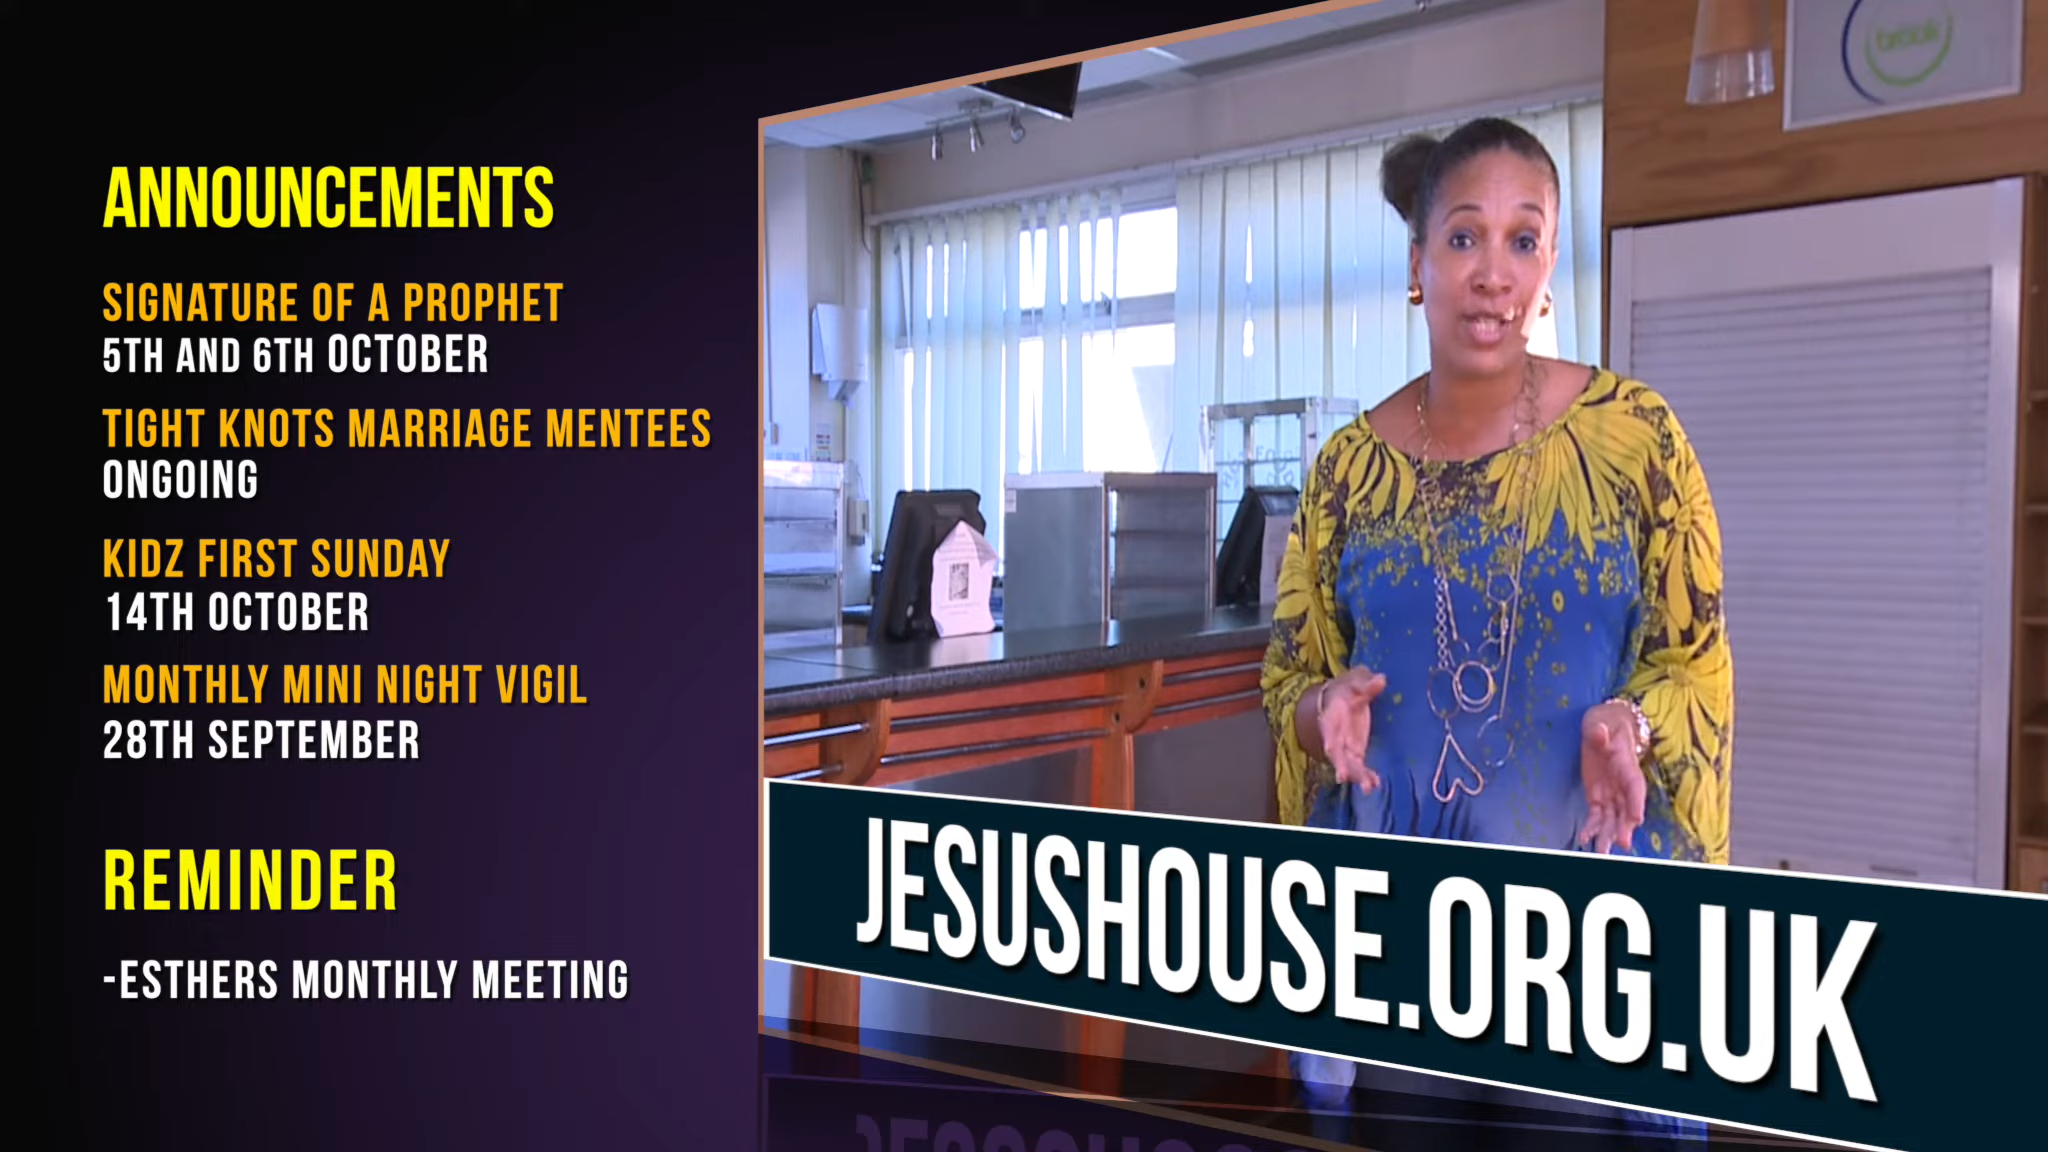 ANNOUNCEMENTS
SIGNATURE OF A PROPHET
5TH AND 6TH OCTOBER
TIGHT KNOTS MARRIAGE MENTEES
ONGOING
KIDZ FIRST SUNDAY
14TH OCTOBER
MONTHLY MINI NIGHT VIGIL
28TH SEPTEMBER
REMINDER
-ESTHERS MONTHLY MEETING
JESUSHOUSE.ORG.UK